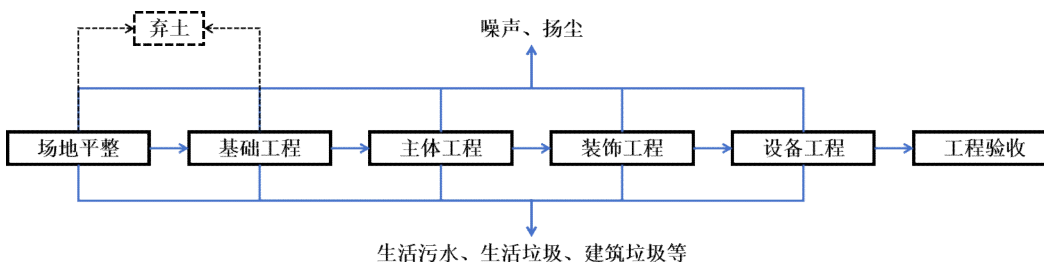 弃土
噪声、扬尘
场地平整
基础工程
主体工程
装饰工程
设备工程
工程验收
生活污水、生活垃圾、建筑垃圾等